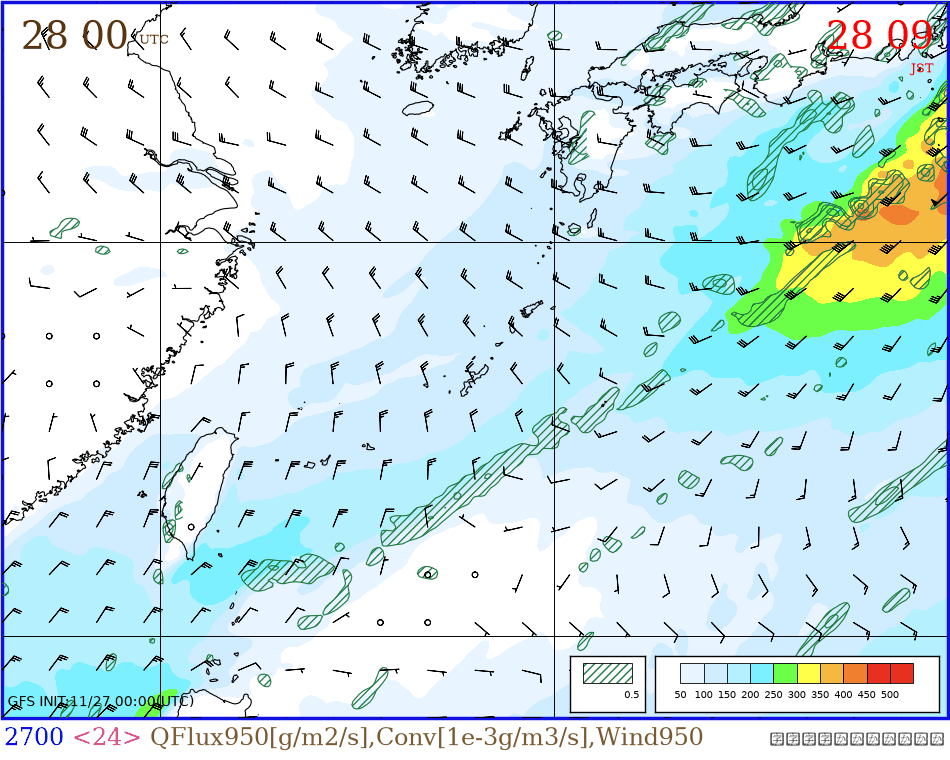 28 00 UTC 28 09
JST
0.5
50 100 150 200 250 300 350 400 450 500
GFS INIT:11/27 00:00(UTC)
2700 <24> QFlux950[g/m2/s],Conv[1e-3g/m3/s],Wind950